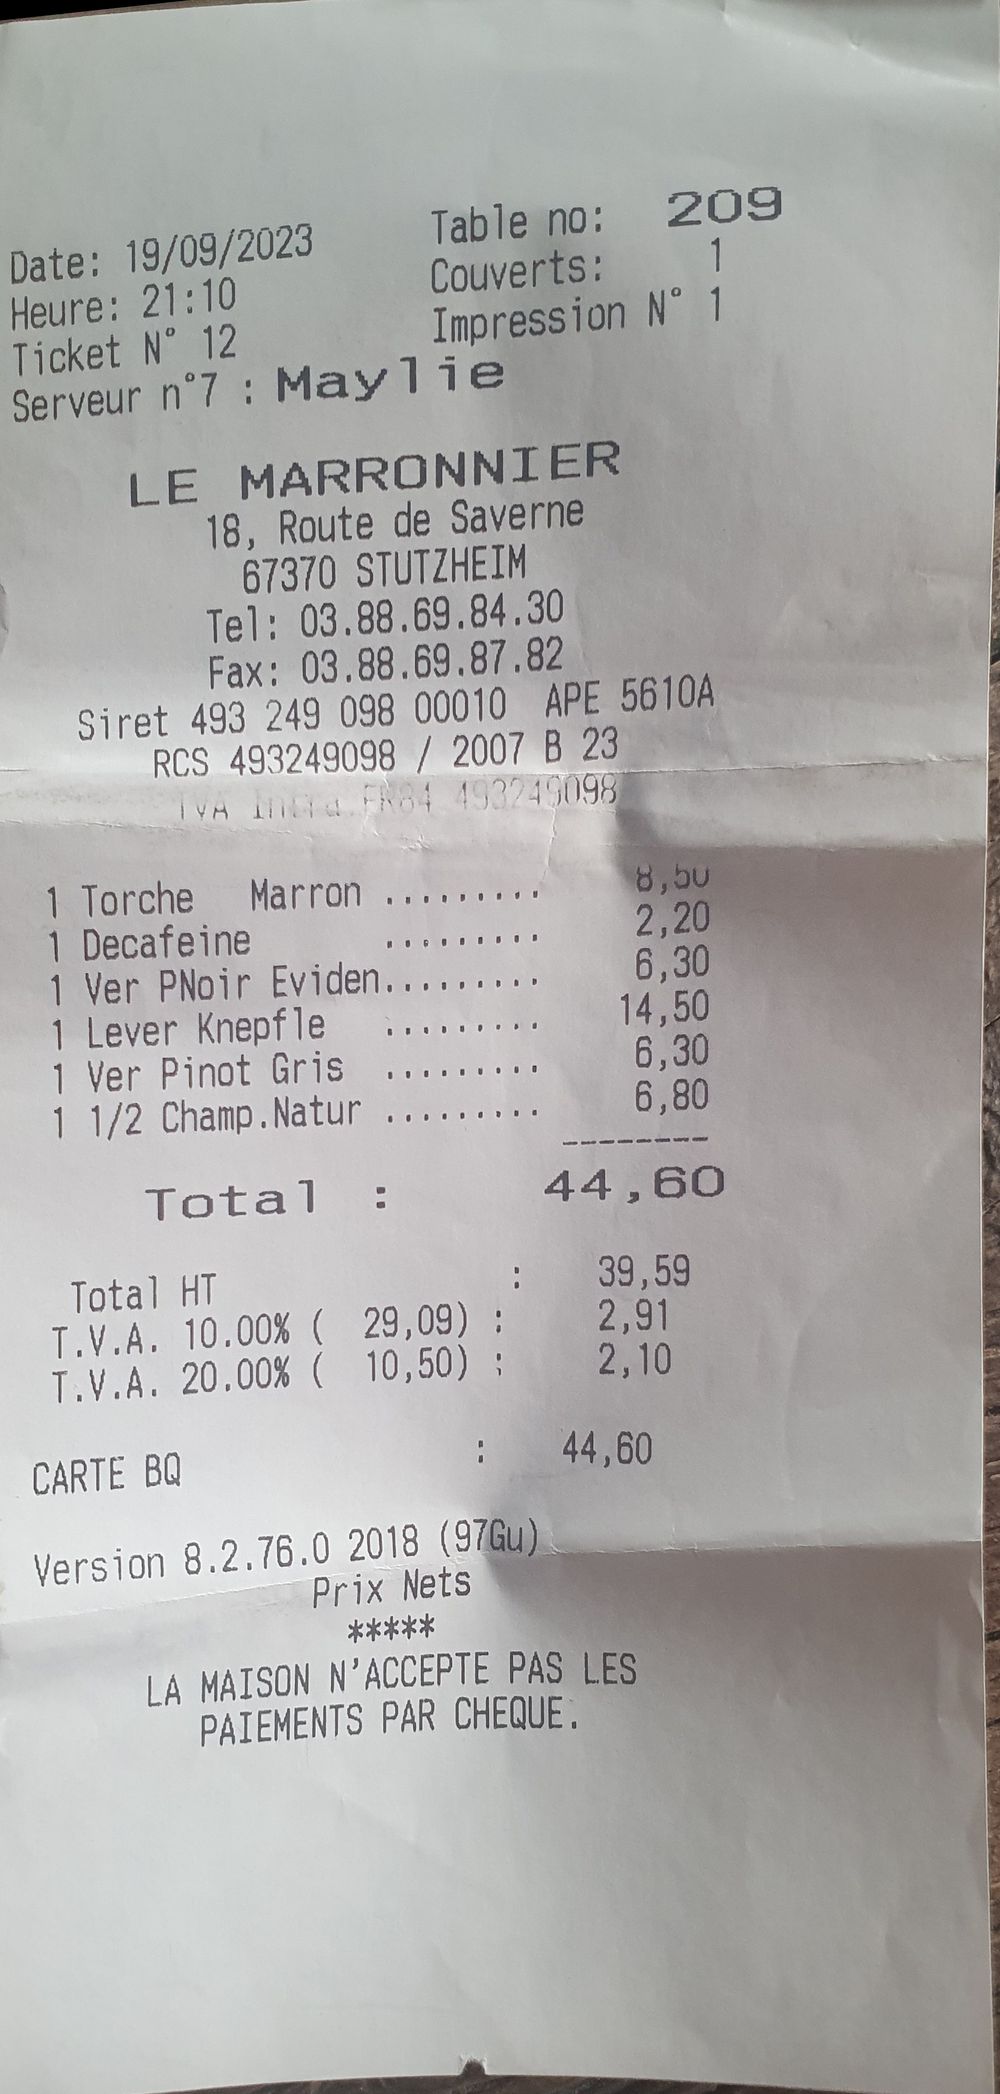 Date: 19/09/2023 Table no: 209
Heure: 21:10 Couverts: 1
Ticket N° 12 Impression N° 1
Serveur n°7 : Maylie
LE MARRONNIER
18, Route de Saverne
67370 STUTZHEIM
Tel: 03.88.69.84.30
Fax: 03.88.69.87.82
Siret 493 249 098 00010 APE 5610A
RCS 493249098 / 2007 B 23
TVA Intra.FR84 493249098
1 Torche Marron ......... 8,50
1 Decafeine ......... 2,20
1 Ver PNoir Eviden......... 6,30
1 Lever Knepfle ......... 14,50
1 Ver Pinot Gris ......... 6,30
1 1/2 Champ.Natur ......... 6,80
--------
Total : 44,60
Total HT : 39,59
T.V.A. 10.00% ( 29,09) : 2,91
T.V.A. 20.00% ( 10,50) : 2,10
CARTE BQ : 44,60
Version 8.2.76.0 2018 (97Gu)
Prix Nets
*****
LA MAISON N'ACCEPTE PAS LES
PAIEMENTS PAR CHEQUE.